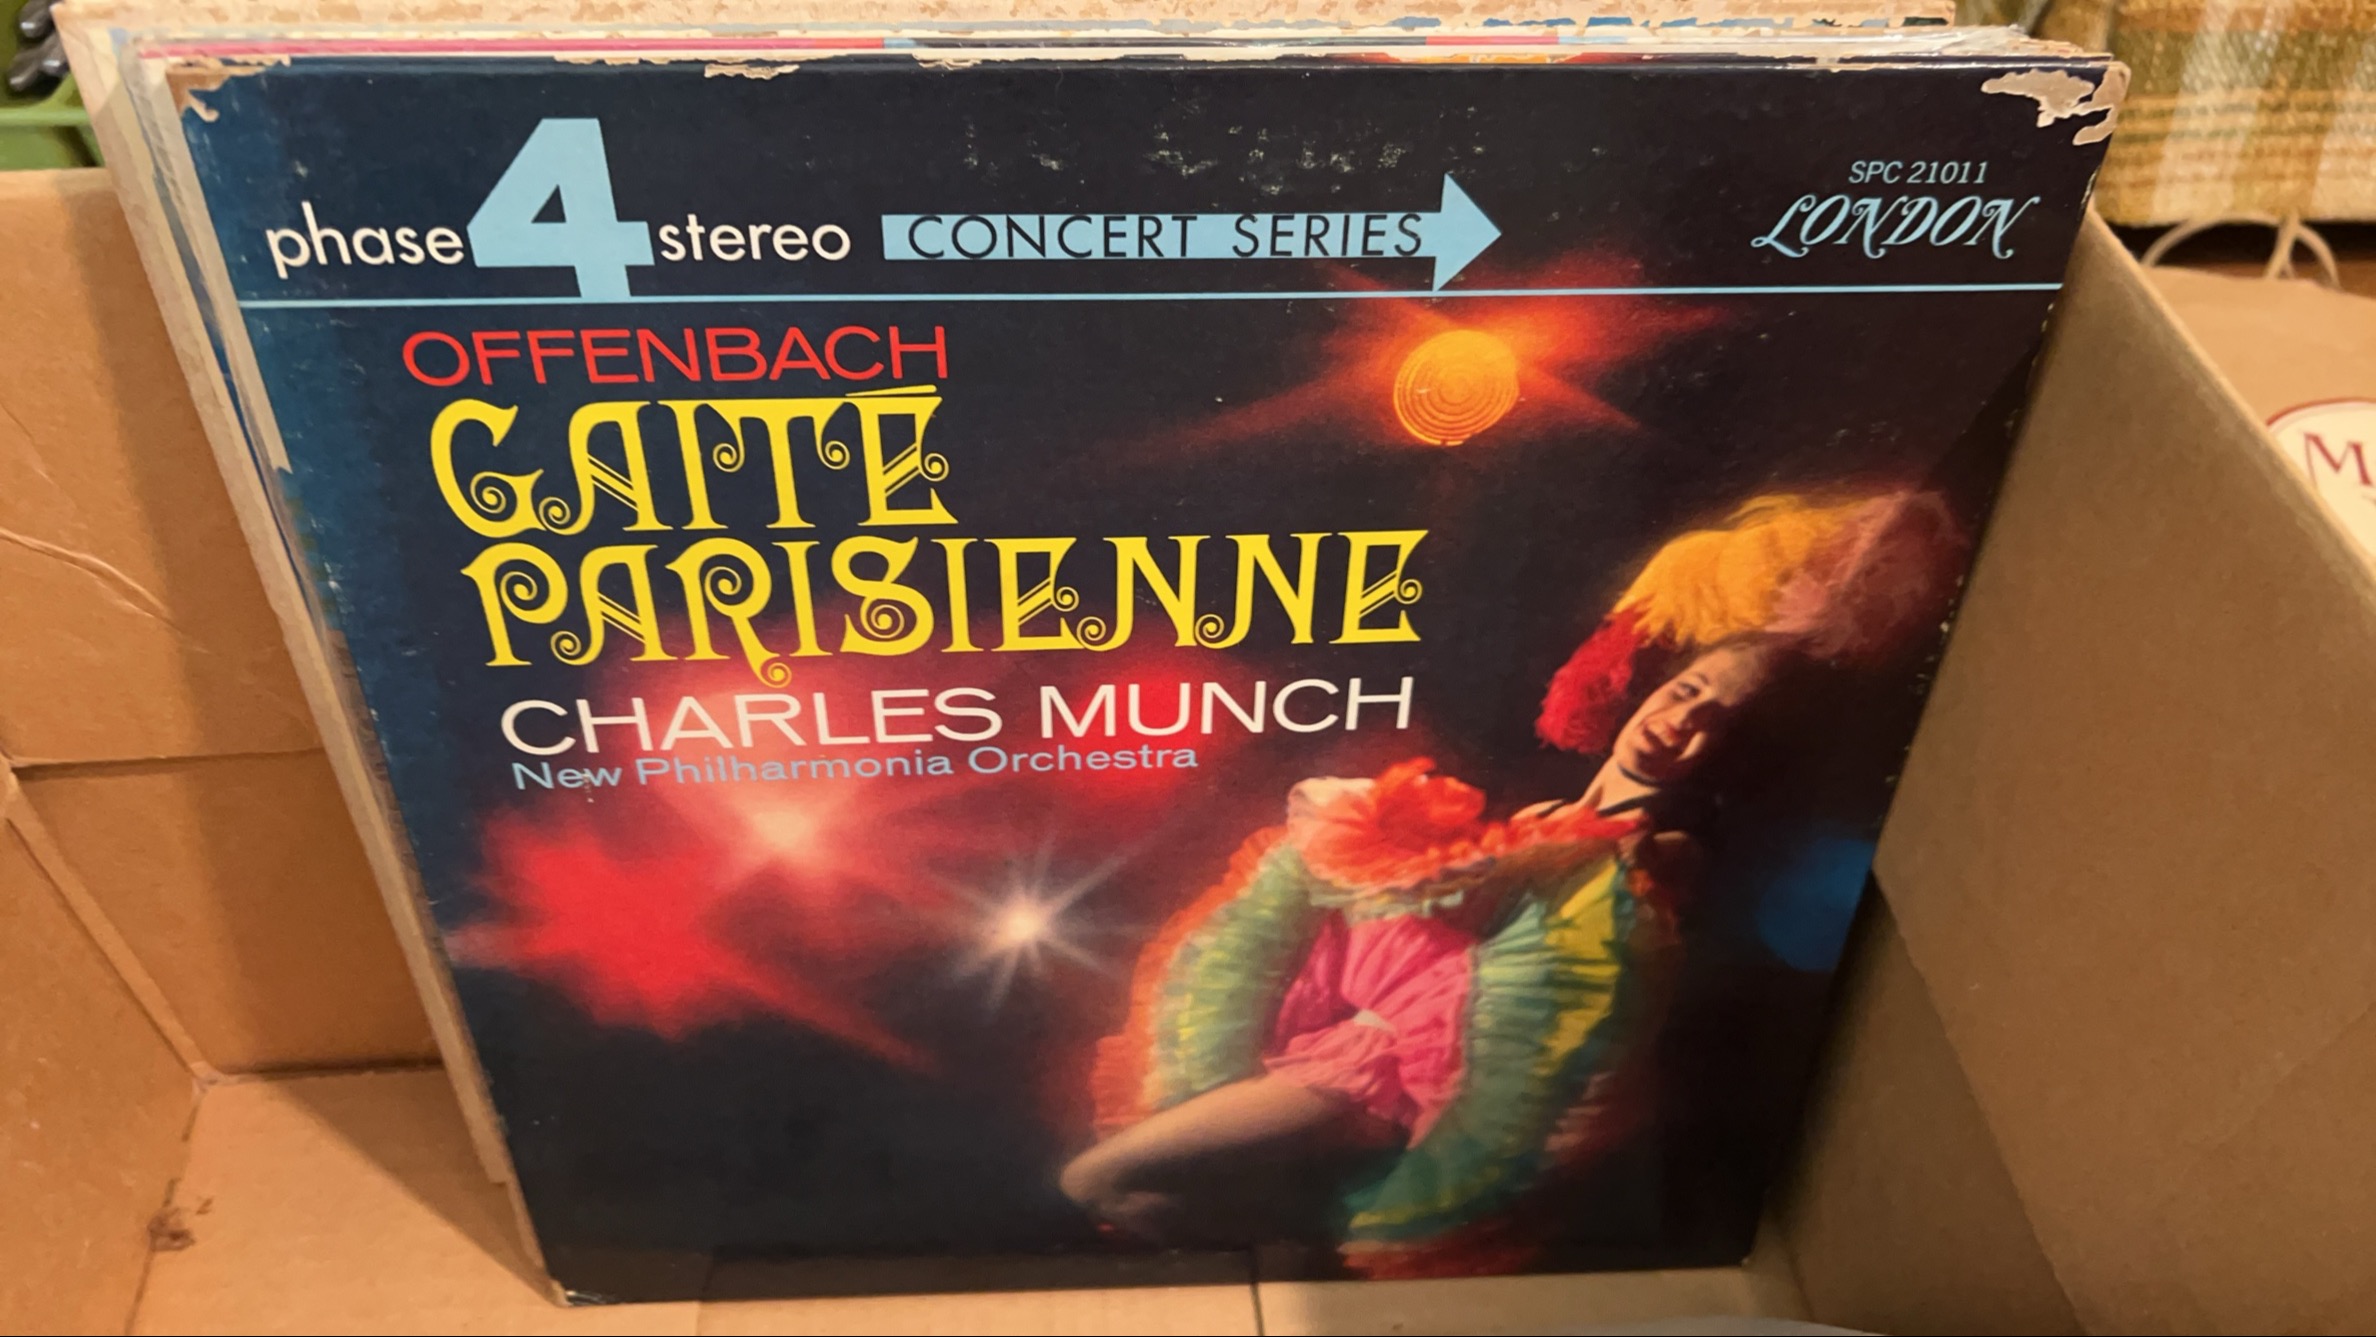 SPC 21011
phase 4 stereo CONCERT SERIES LONDON
OFFENBACH
GAITÉ
PARISIENNE
CHARLES MUNCH
New Philharmonia Orchestra